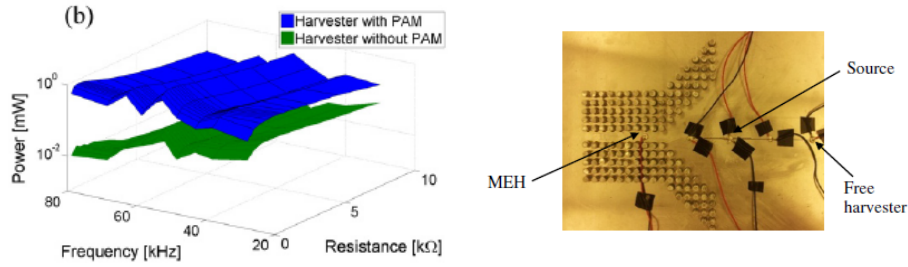 (b)
Harvester with PAM
Harvester without PAM
Power [mW]
10^0
10^-2
80
60
40
20
0
5
10
Frequency [kHz]
Resistance [kΩ]
Source
MEH
Free
harvester